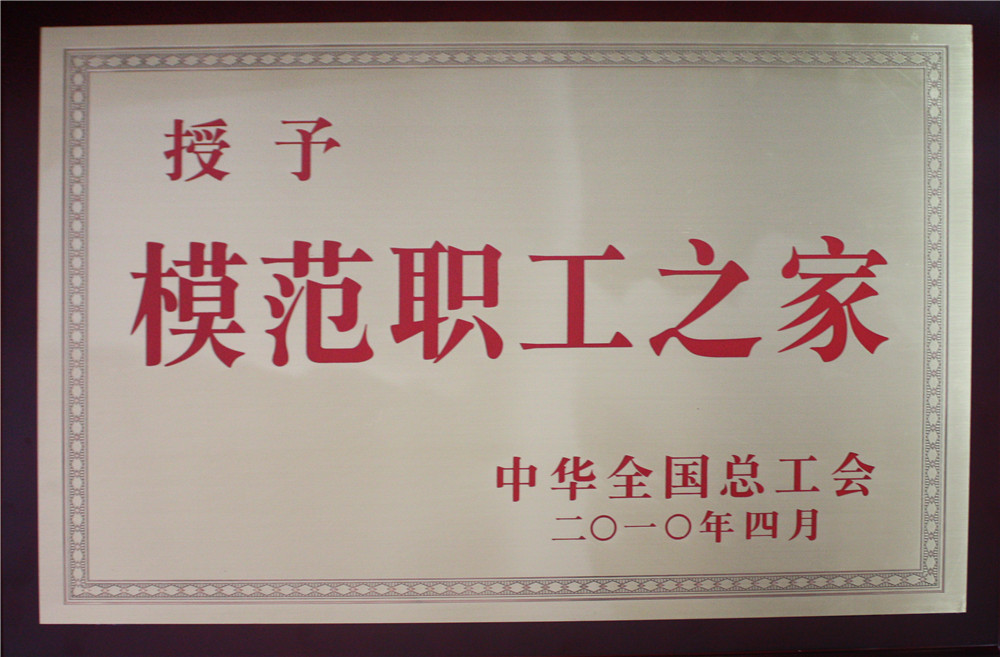 授予
模范职工之家
中华全国总工会
二〇一〇年四月